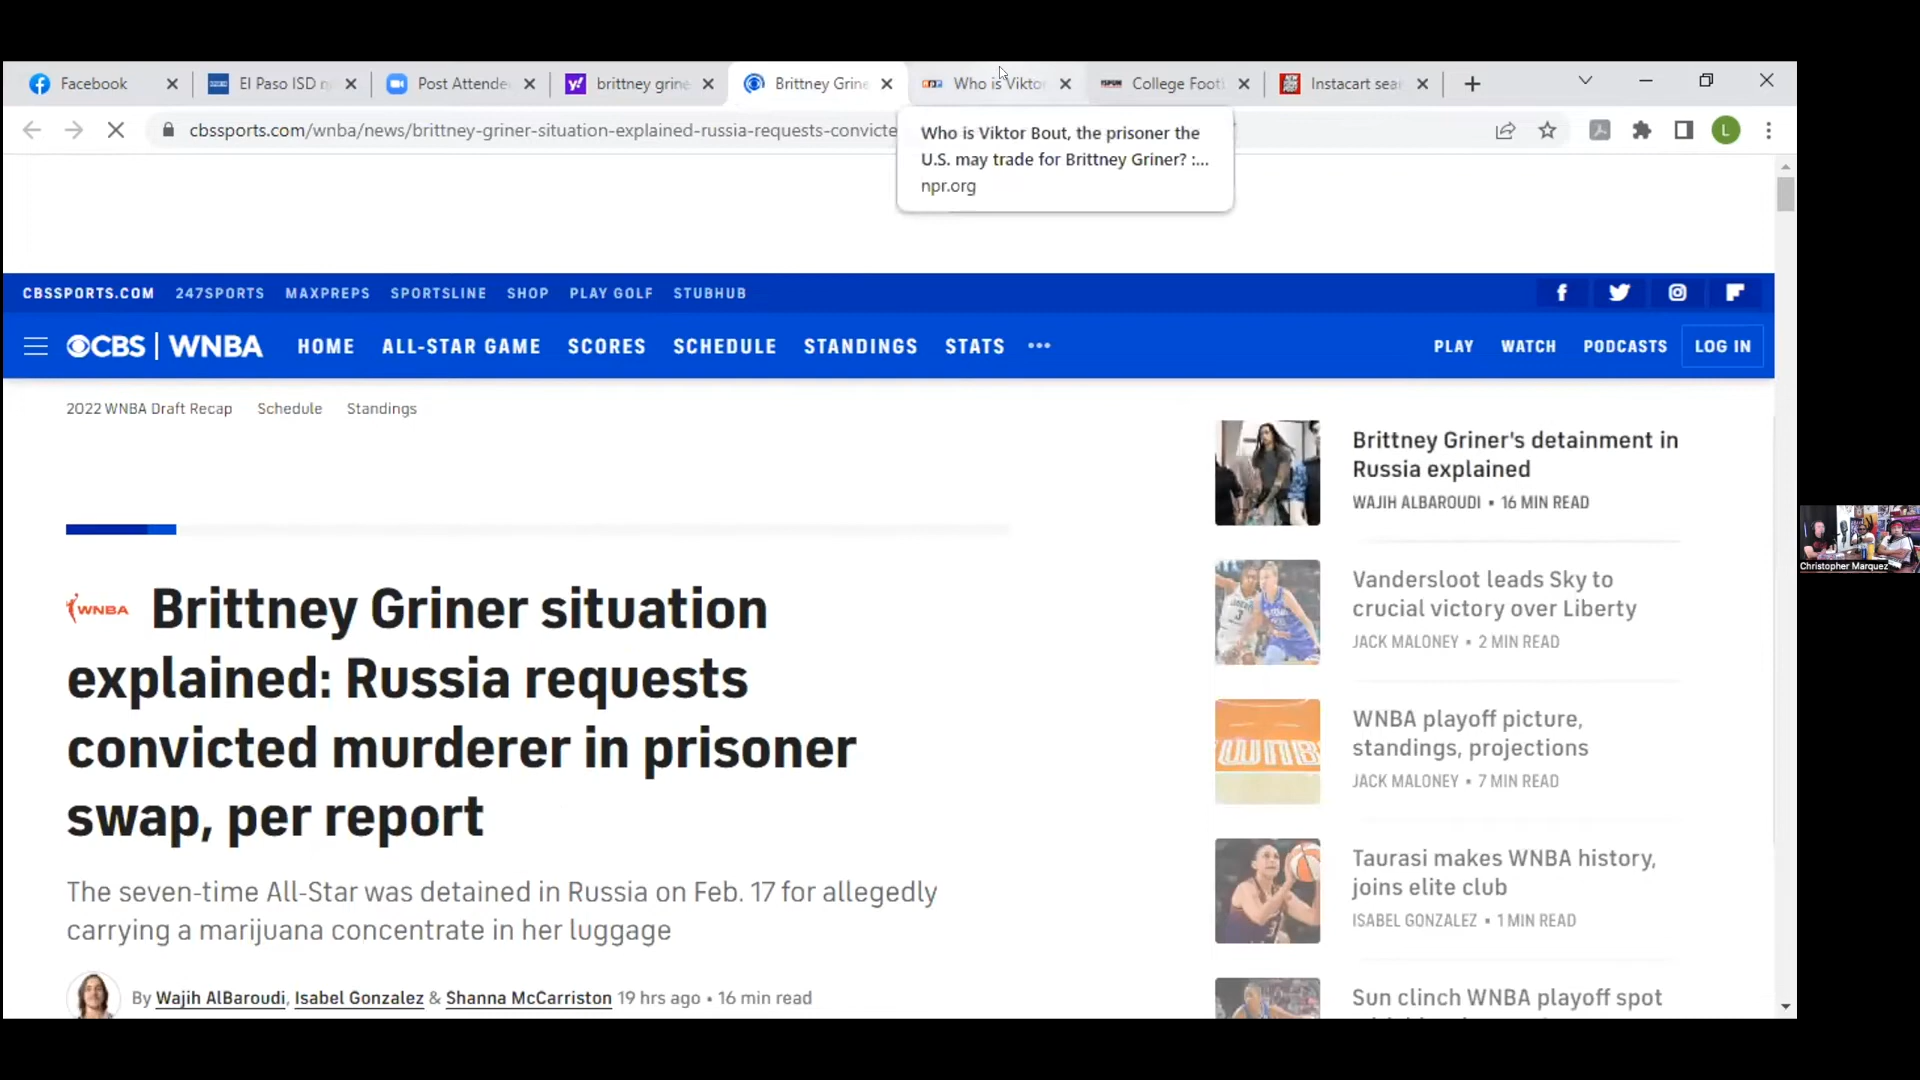 Facebook
El Paso ISD
Post Attende
brittney grine
Brittney Grine
Who is Vikto
College Footb
Instacart sea
cbssports.com/wnba/news/brittney-griner-situation-explained-russia-requests-convicte
L
Who is Viktor Bout, the prisoner the
U.S. may trade for Brittney Griner? :...
npr.org
CBSSPORTS.COM 247SPORTS MAXPREPS SPORTSLINE SHOP PLAY GOLF STUBHUB
CBS | WNBA HOME ALL-STAR GAME SCORES SCHEDULE STANDINGS STATS ••• PLAY WATCH PODCASTS LOG IN
2022 WNBA Draft Recap Schedule Standings
WNBA Brittney Griner situation
explained: Russia requests
convicted murderer in prisoner
swap, per report
The seven-time All-Star was detained in Russia on Feb. 17 for allegedly
carrying a marijuana concentrate in her luggage
By Wajih AlBaroudi, Isabel Gonzalez & Shanna McCarriston 19 hrs ago • 16 min read
Brittney Griner's detainment in
Russia explained
WAJIH ALBAROUDI • 16 MIN READ
Vandersloot leads Sky to
crucial victory over Liberty
JACK MALONEY • 2 MIN READ
WNBA playoff picture,
standings, projections
JACK MALONEY • 7 MIN READ
Taurasi makes WNBA history,
joins elite club
ISABEL GONZALEZ • 1 MIN READ
Sun clinch WNBA playoff spot
Christopher Marquez